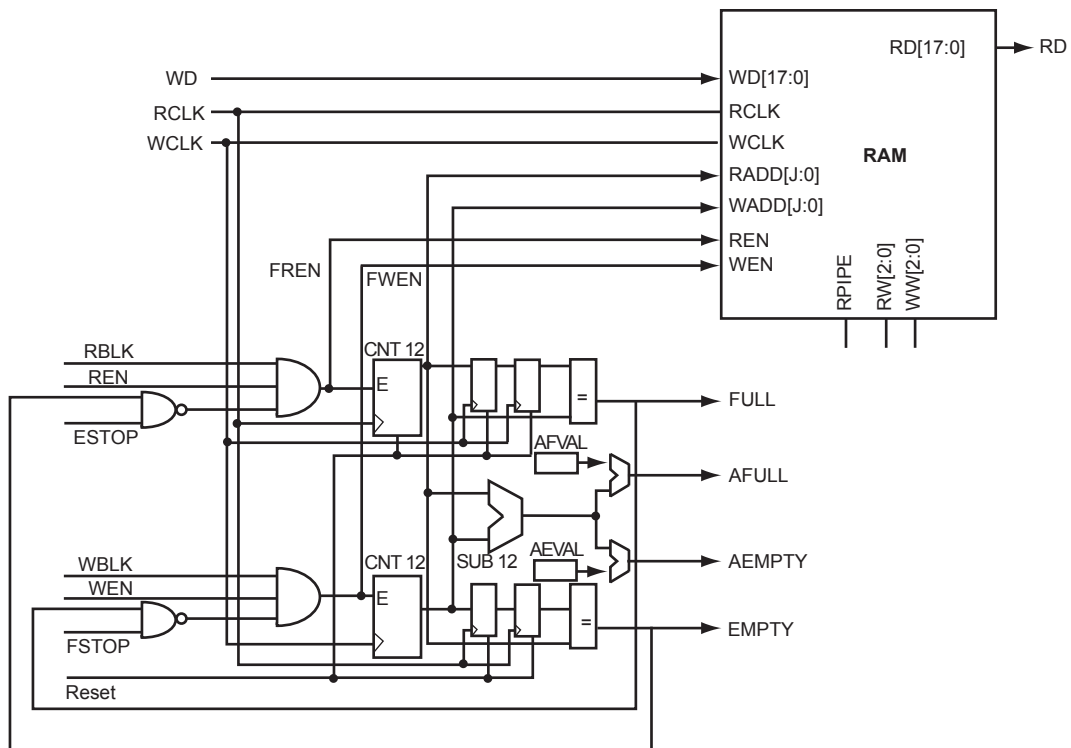 RD[17:0]
RD
WD
WD[17:0]
RCLK
RCLK
WCLK
WCLK
RAM
RADD[J:0]
WADD[J:0]
REN
WEN
FREN
FWEN
RPIPE
RW[2:0]
WW[2:0]
RBLK
REN
ESTOP
CNT 12
E
=
FULL
AFVAL
AFULL
SUB 12
AEVAL
AEMPTY
WBLK
WEN
FSTOP
CNT 12
E
=
EMPTY
Reset